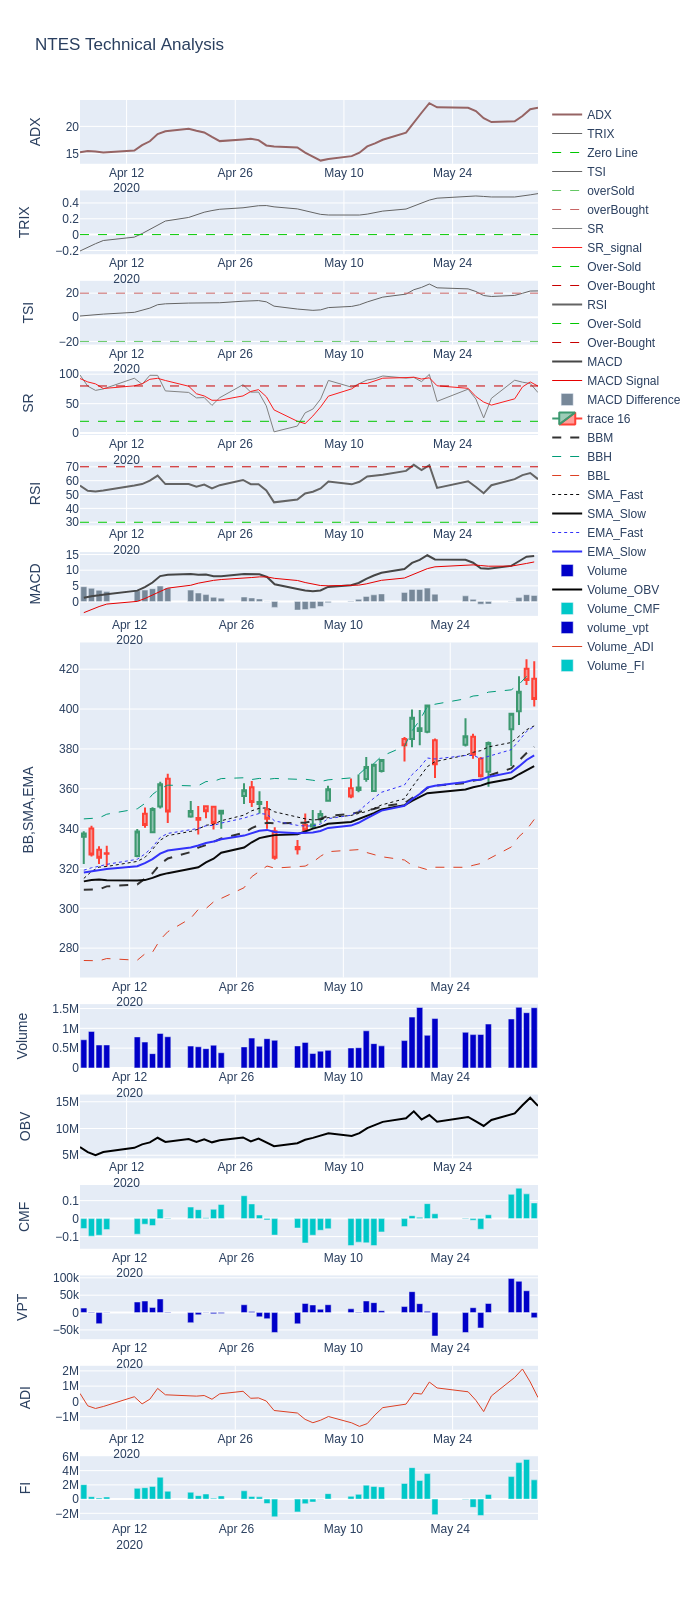 NTES Technical Analysis
ADX
20
15
Apr 12
Apr 26
May 10
May 24
2020
TRIX
0.4
0.2
0
−0.2
Apr 12
Apr 26
May 10
May 24
2020
TSI
20
0
−20
Apr 12
Apr 26
May 10
May 24
2020
SR
100
50
0
Apr 12
Apr 26
May 10
May 24
2020
RSI
70
60
50
40
30
Apr 12
Apr 26
May 10
May 24
2020
MACD
15
10
5
0
Apr 12
Apr 26
May 10
May 24
2020
BB,SMA,EMA
420
400
380
360
340
320
300
280
Apr 12
Apr 26
May 10
May 24
2020
Volume
1.5M
1M
0.5M
0
Apr 12
Apr 26
May 10
May 24
2020
OBV
15M
10M
5M
Apr 12
Apr 26
May 10
May 24
2020
CMF
0.1
0
−0.1
Apr 12
Apr 26
May 10
May 24
2020
VPT
100k
50k
0
−50k
Apr 12
Apr 26
May 10
May 24
2020
ADI
2M
1M
0
−1M
Apr 12
Apr 26
May 10
May 24
2020
FI
6M
4M
2M
0
−2M
Apr 12
Apr 26
May 10
May 24
2020
ADX
TRIX
Zero Line
TSI
overSold
overBought
SR
SR_signal
Over-Sold
Over-Bought
RSI
Over-Sold
Over-Bought
MACD
MACD Signal
MACD Difference
trace 16
BBM
BBH
BBL
SMA_Fast
SMA_Slow
EMA_Fast
EMA_Slow
Volume
Volume_OBV
Volume_CMF
volume_vpt
Volume_ADI
Volume_FI